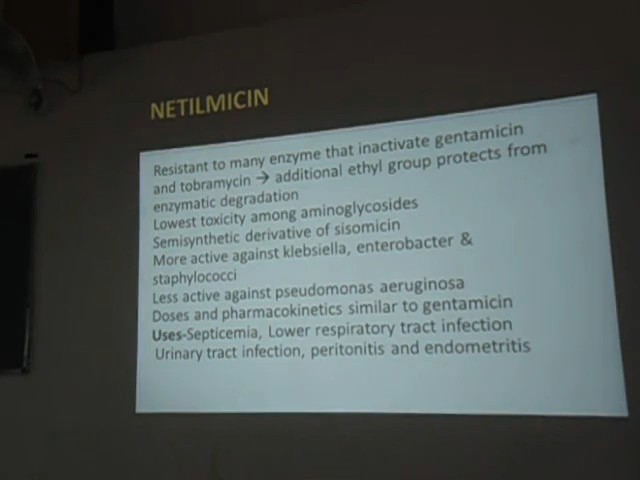 NETILMICIN
Resistant to many enzyme that inactivate gentamicin
and tobramycin → additional ethyl group protects from
enzymatic degradation
Lowest toxicity among aminoglycosides
Semisynthetic derivative of sisomicin
More active against klebsiella, enterobacter &
staphylococci
Less active against pseudomonas aeruginosa
Doses and pharmacokinetics similar to gentamicin
Uses-Septicemia, Lower respiratory tract infection
Urinary tract infection, peritonitis and endometritis